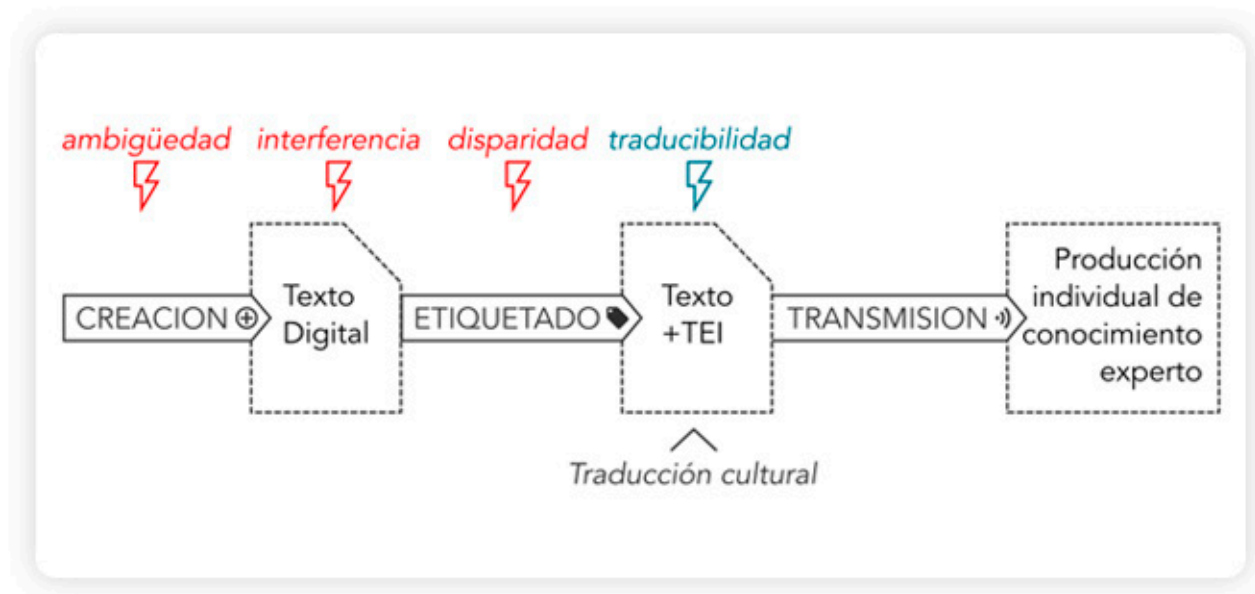 ambigüedad interferencia disparidad traducibilidad
CREACION
Texto
Digital
ETIQUETADO
Texto
+TEI
TRANSMISION
Producción
individual de
conocimiento
experto
Traducción cultural